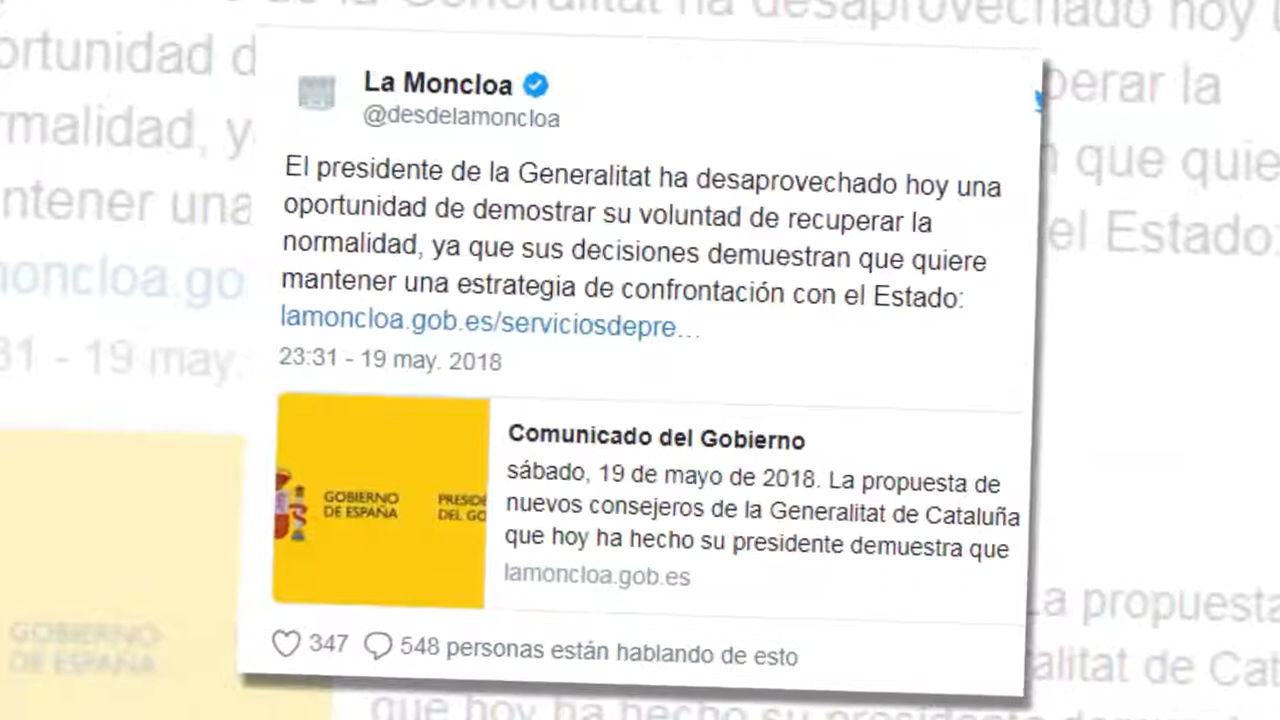 La Moncloa
@desdelamoncloa
El presidente de la Generalitat ha desaprovechado hoy una
oportunidad de demostrar su voluntad de recuperar la
normalidad, ya que sus decisiones demuestran que quiere
mantener una estrategia de confrontación con el Estado:
lamoncloa.gob.es/serviciosdepre...
23:31 - 19 may. 2018
GOBIERNO
DE ESPAÑA
PRESIDE
DEL GO
Comunicado del Gobierno
sábado, 19 de mayo de 2018. La propuesta de
nuevos consejeros de la Generalitat de Cataluña
que hoy ha hecho su presidente demuestra que
lamoncloa.gob.es
347 548 personas están hablando de esto